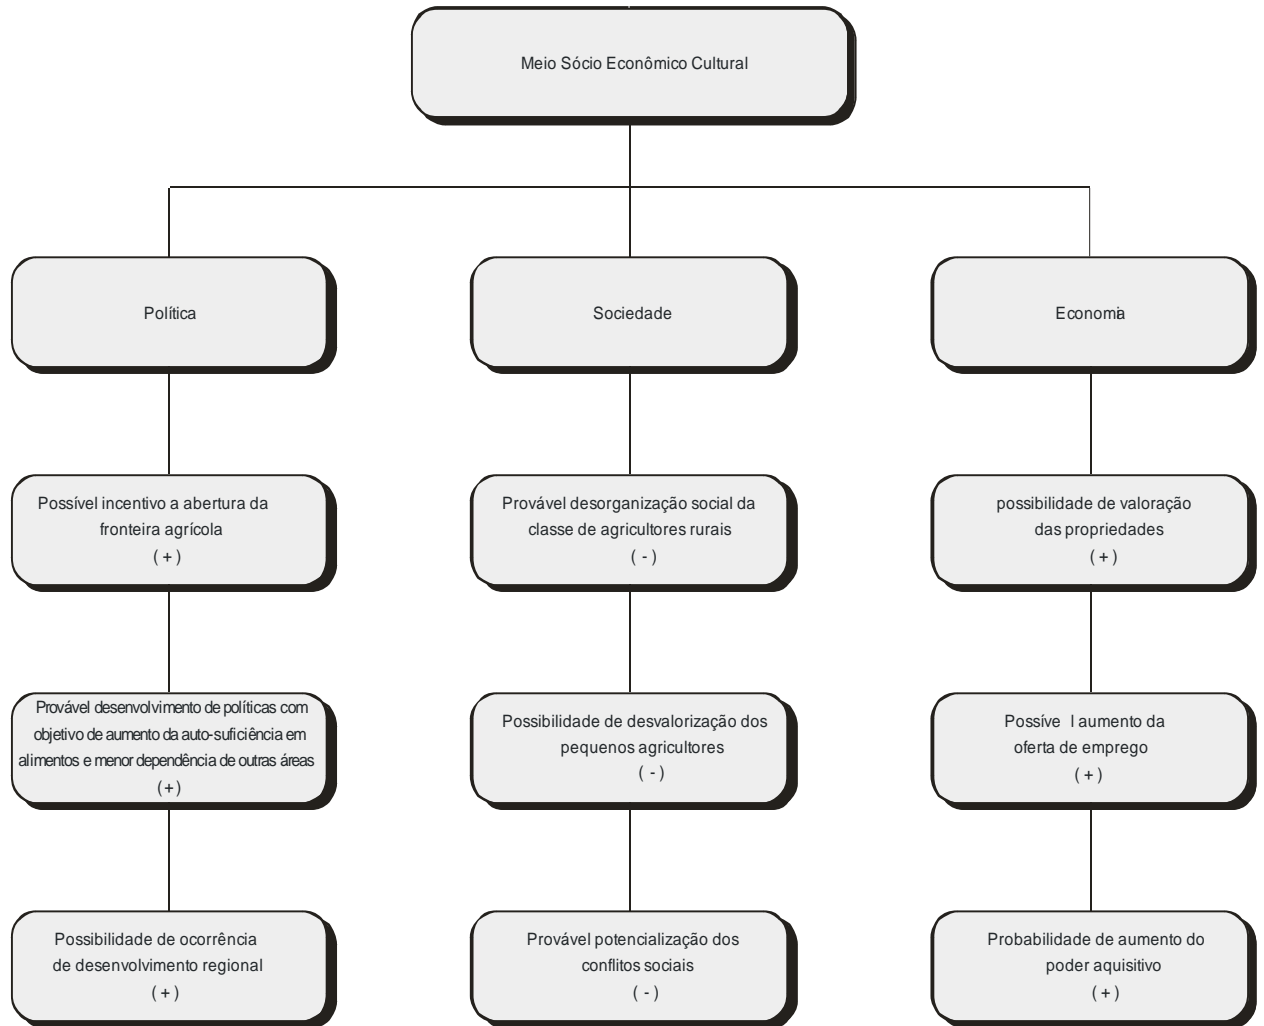 Meio Sócio Econômico Cultural
Política
Sociedade
Economia
Possível incentivo a abertura da
fronteira agrícola
( + )
Provável desorganização social da
classe de agricultores rurais
( - )
possibilidade de valoração
das propriedades
( + )
Provável desenvolvimento de políticas com
objetivo de aumento da auto-suficiência em
alimentos e menor dependência de outras áreas
( + )
Possibilidade de desvalorização dos
pequenos agricultores
( - )
Possíve l aumento da
oferta de emprego
( + )
Possibilidade de ocorrência
de desenvolvimento regional
( + )
Provável potencialização dos
conflitos sociais
( - )
Probabilidade de aumento do
poder aquisitivo
( + )